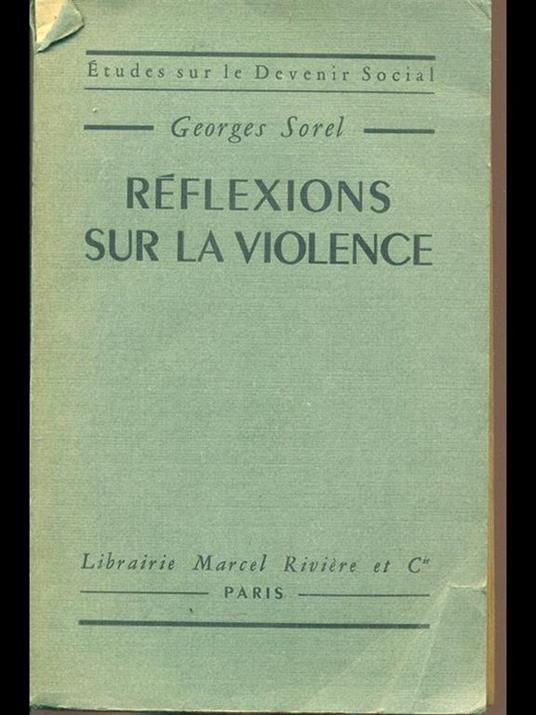 Études sur le Devenir Social
Georges Sorel
RÉFLEXIONS
SUR LA VIOLENCE
Librairie Marcel Rivière et Cie
PARIS